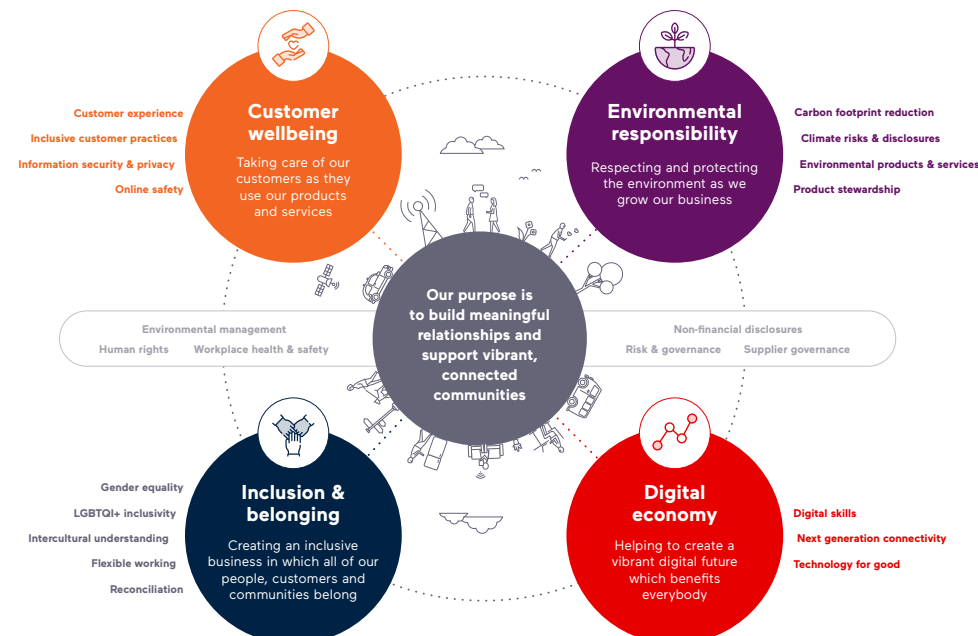 Customer
wellbeing
Taking care of our
customers as they
use our products
and services
Customer experience
Inclusive customer practices
Information security & privacy
Online safety
Environmental
responsibility
Respecting and protecting
the environment as we
grow our business
Carbon footprint reduction
Climate risks & disclosures
Environmental products & services
Product stewardship
Our purpose is
to build meaningful
relationships and
support vibrant,
connected
communities
Environmental management
Human rights Workplace health & safety
Non-financial disclosures
Risk & governance Supplier governance
Inclusion &
belonging
Creating an inclusive
business in which all of our
people, customers and
communities belong
Gender equality
LGBTQI+ inclusivity
Intercultural understanding
Flexible working
Reconciliation
Digital
economy
Helping to create a
vibrant digital future
which benefits
everybody
Digital skills
Next generation connectivity
Technology for good